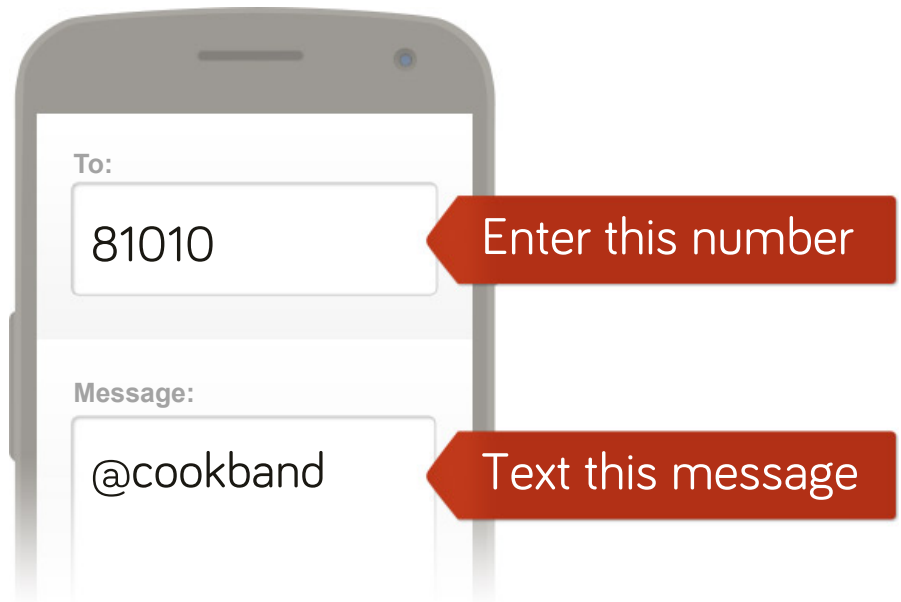 To:
81010
Enter this number
Message:
@cookband
Text this message